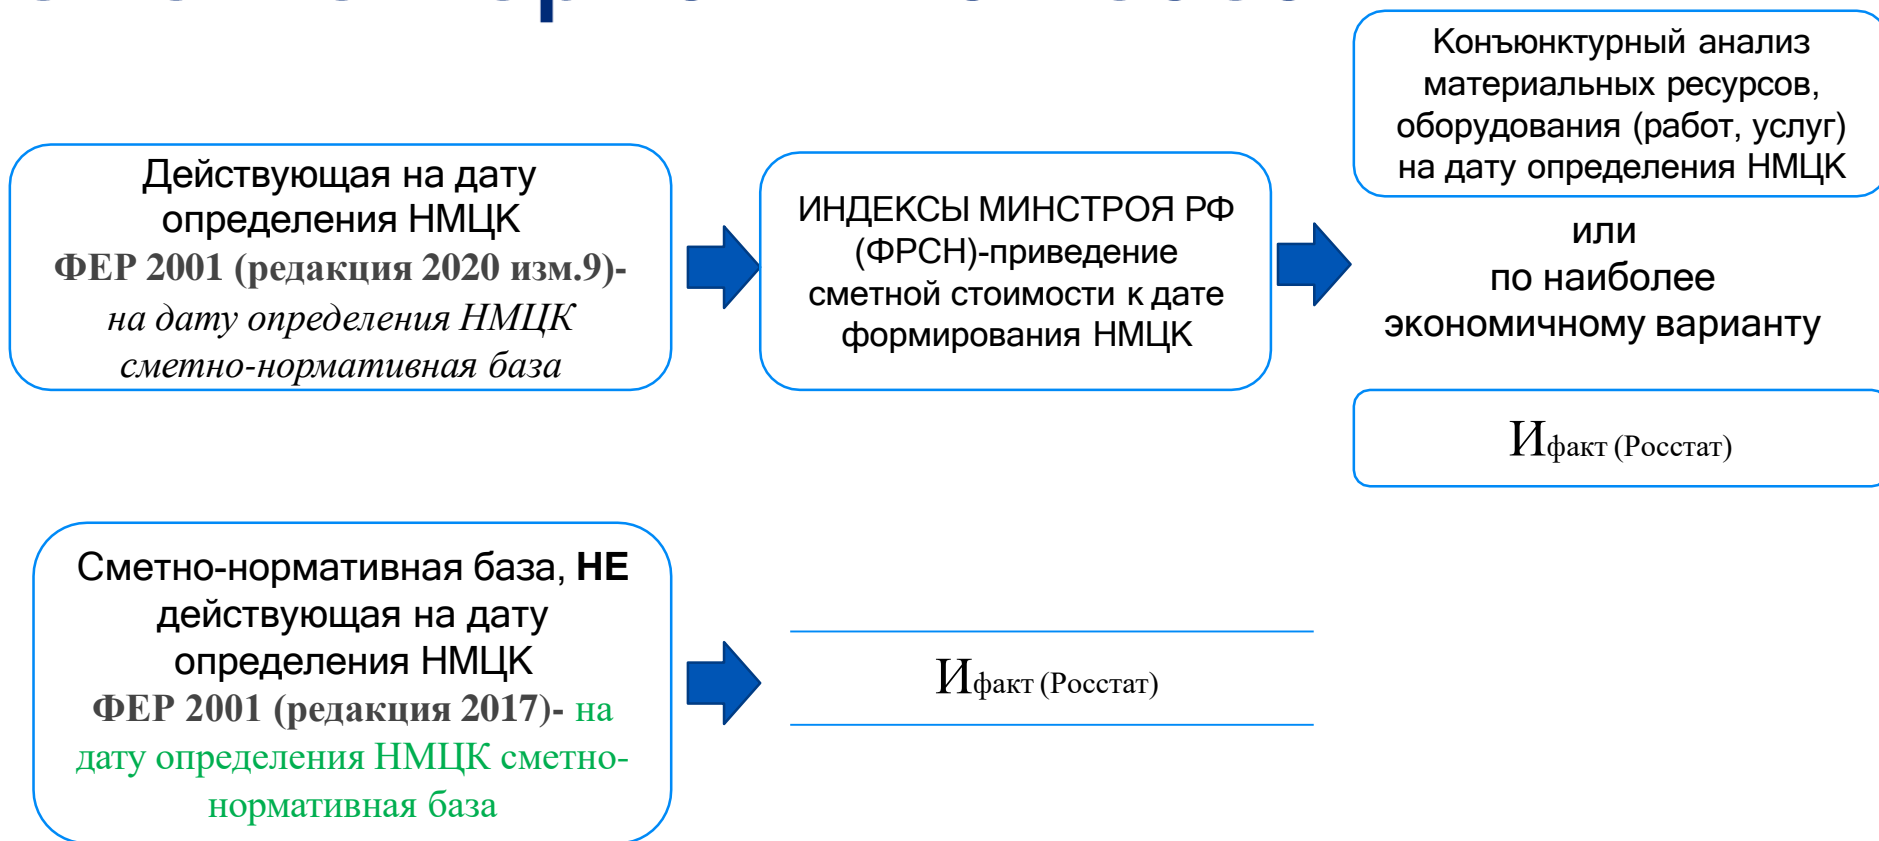 Действующая на дату
определения НМЦК
ФЕР 2001 (редакция 2020 изм.9)-
на дату определения НМЦК
сметно-нормативная база
ИНДЕКСЫ МИНСТРОЯ РФ
(ФРСН)-приведение
сметной стоимости к дате
формирования НМЦК
Конъюнктурный анализ
материальных ресурсов,
оборудования (работ, услуг)
на дату определения НМЦК
или
по наиболее
экономичному варианту
Ифакт (Росстат)
Сметно-нормативная база, НЕ
действующая на дату
определения НМЦК
ФЕР 2001 (редакция 2017)- на
дату определения НМЦК сметно-
нормативная база
Ифакт (Росстат)